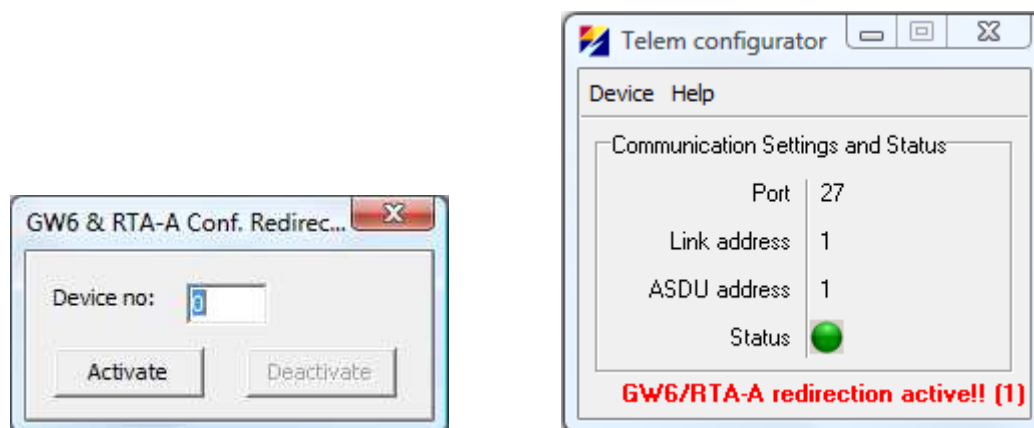 GW6 & RTA-A Conf. Redirec...
Device no: 0
Activate Deactivate
Telem configurator
Device Help
Communication Settings and Status
Port 27
Link address 1
ASDU address 1
Status
GW6/RTA-A redirection active!! (1)